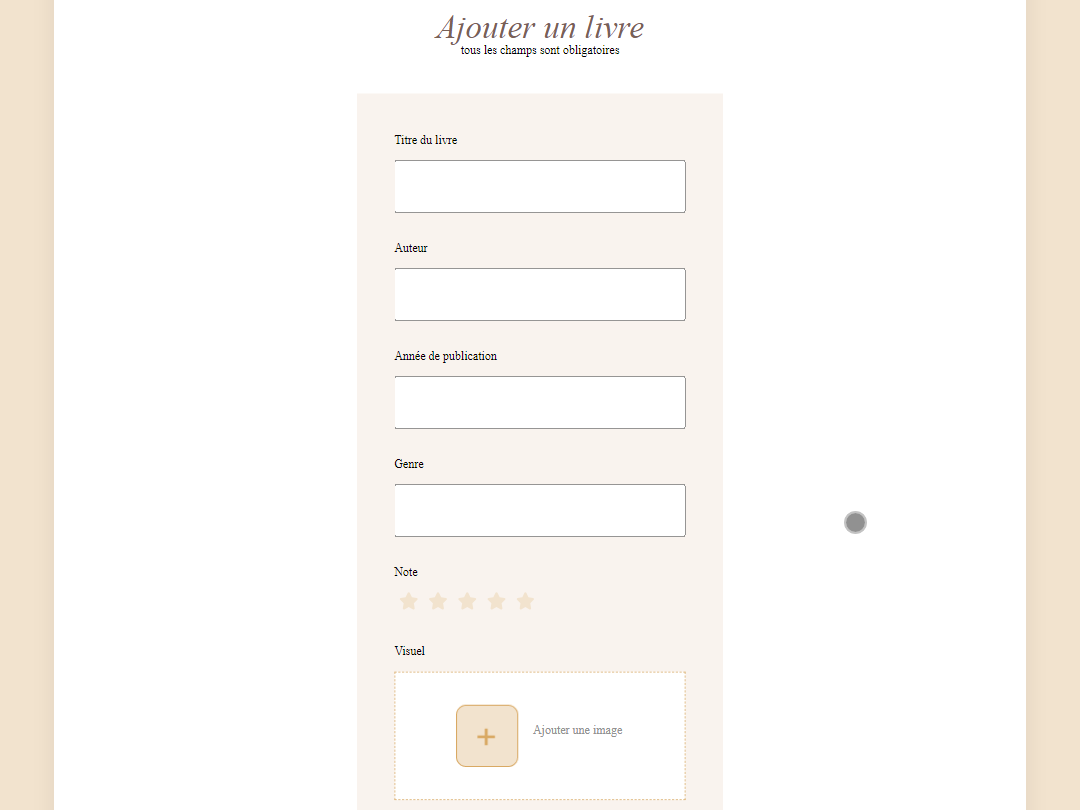 Ajouter un livre
tous les champs sont obligatoires
Titre du livre
Auteur
Année de publication
Genre
Note
Visuel
Ajouter une image